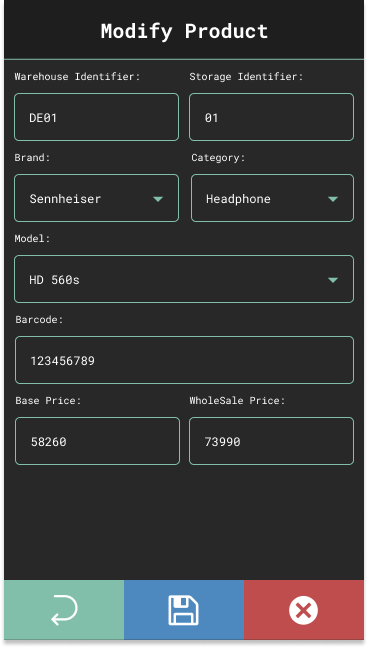 Modify Product
Warehouse Identifier: Storage Identifier:
DE01 01
Brand: Category:
Sennheiser Headphone
Model:
HD 560s
Barcode:
123456789
Base Price: WholeSale Price:
58260 73990